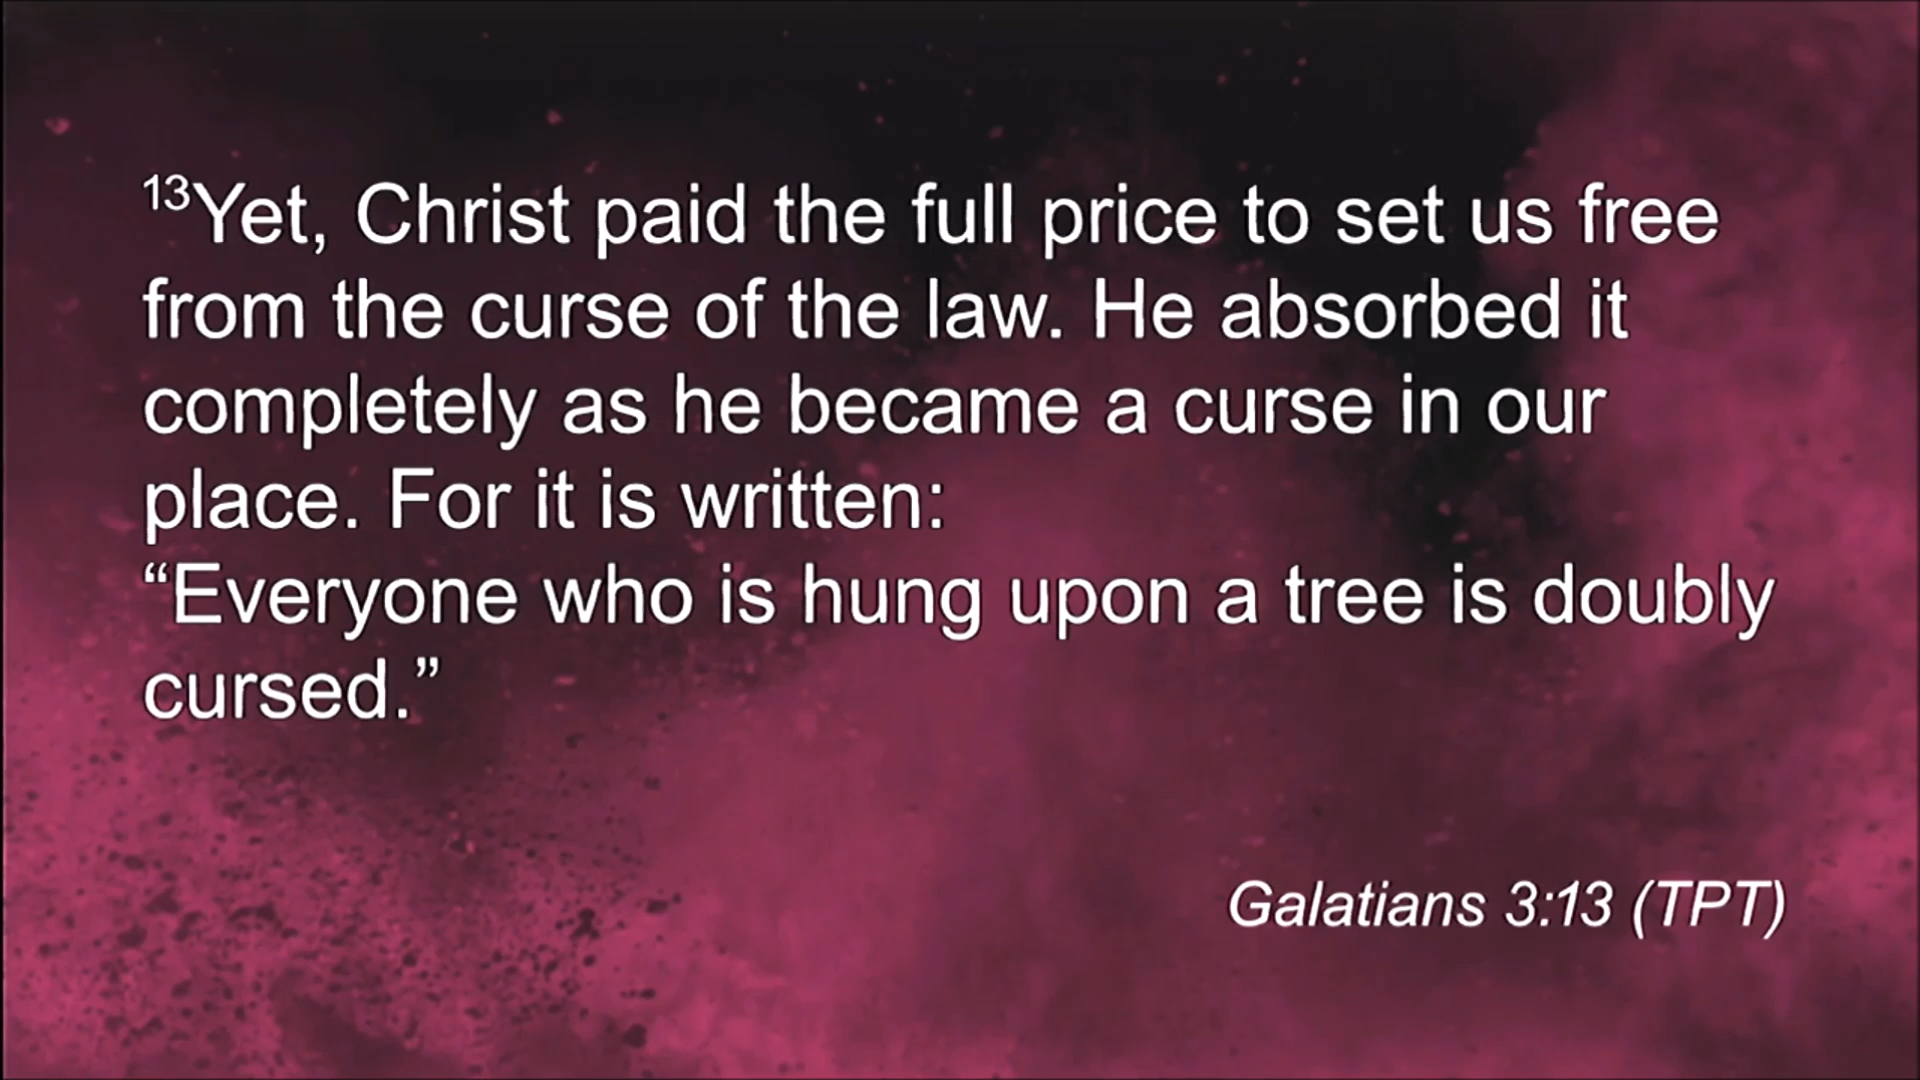 ¹³Yet, Christ paid the full price to set us free
from the curse of the law. He absorbed it
completely as he became a curse in our
place. For it is written:
“Everyone who is hung upon a tree is doubly
cursed.”
Galatians 3:13 (TPT)